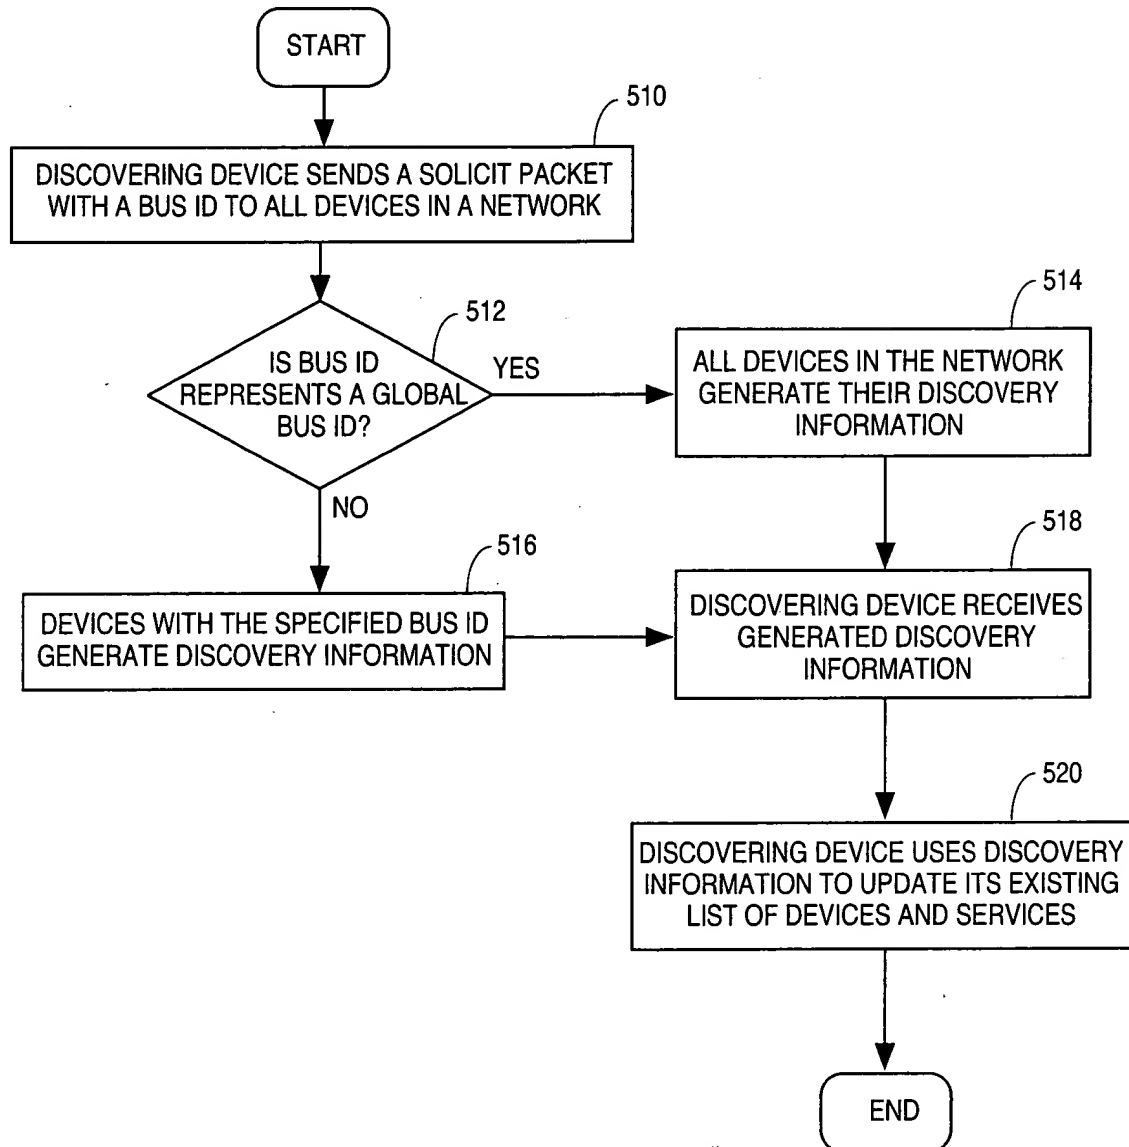 START
510
DISCOVERING DEVICE SENDS A SOLICIT PACKET
WITH A BUS ID TO ALL DEVICES IN A NETWORK
512
IS BUS ID
REPRESENTS A GLOBAL
BUS ID?
YES
NO
514
ALL DEVICES IN THE NETWORK
GENERATE THEIR DISCOVERY
INFORMATION
516
DEVICES WITH THE SPECIFIED BUS ID
GENERATE DISCOVERY INFORMATION
518
DISCOVERING DEVICE RECEIVES
GENERATED DISCOVERY
INFORMATION
520
DISCOVERING DEVICE USES DISCOVERY
INFORMATION TO UPDATE ITS EXISTING
LIST OF DEVICES AND SERVICES
END